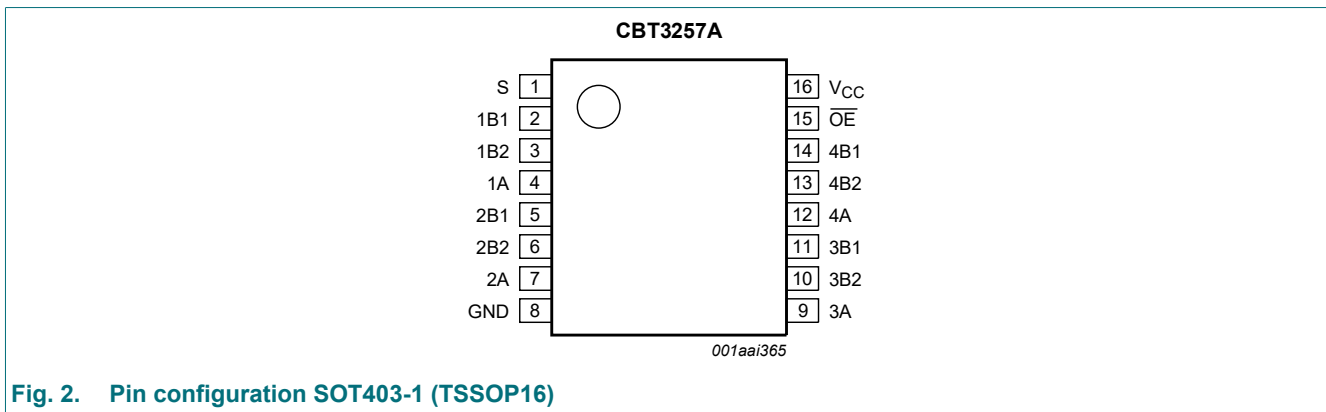 CBT3257A
S 1 16 VCC
1B1 2 15 OE
1B2 3 14 4B1
1A 4 13 4B2
2B1 5 12 4A
2B2 6 11 3B1
2A 7 10 3B2
GND 8 9 3A
001aai365
Fig. 2. Pin configuration SOT403-1 (TSSOP16)